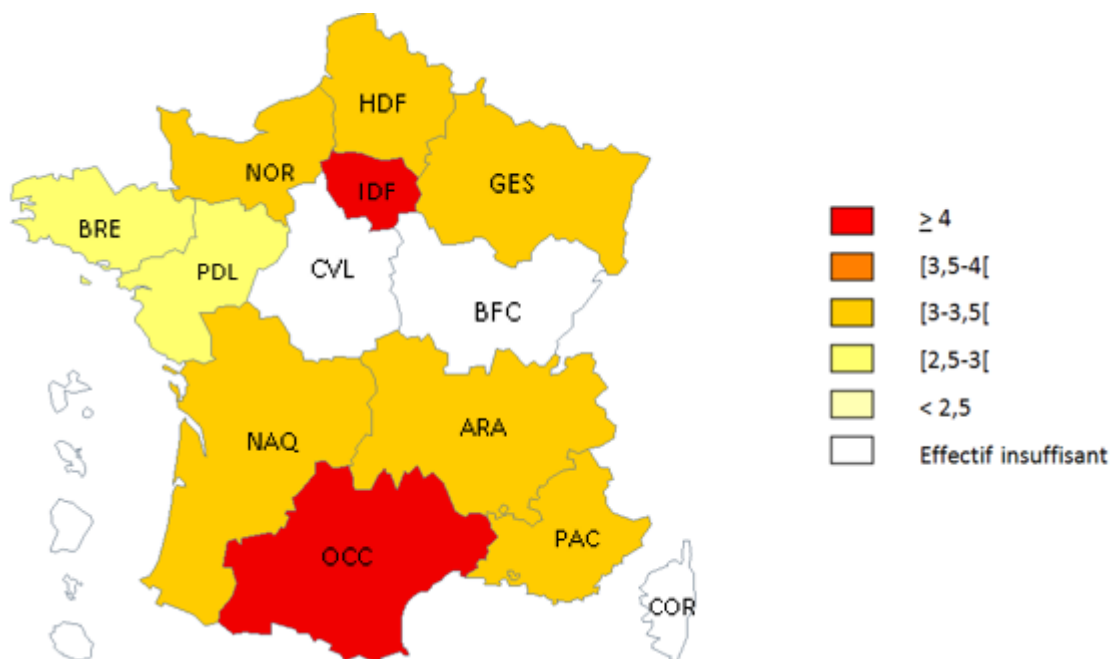 HDF
NOR
IDF
GES
BRE
PDL
CVL
BFC
NAQ
ARA
OCC
PAC
COR
≥ 4
[3,5-4[
[3-3,5[
[2,5-3[
< 2,5
Effectif insuffisant